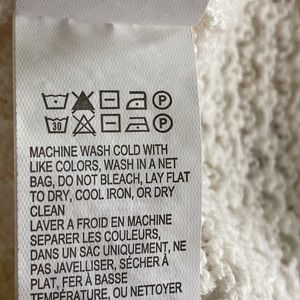 P
30 P
MACHINE WASH COLD WITH
LIKE COLORS, WASH IN A NET
BAG, DO NOT BLEACH, LAY FLAT
TO DRY, COOL IRON, OR DRY
CLEAN
LAVER A FROID EN MACHINE
SEPARER LES COULEURS,
DANS UN SAC UNIQUEMENT, NE
PAS JAVELLISER, SÉCHER À
PLAT, FER À BASSE
TEMPÉRATURE, OU NETTOYER